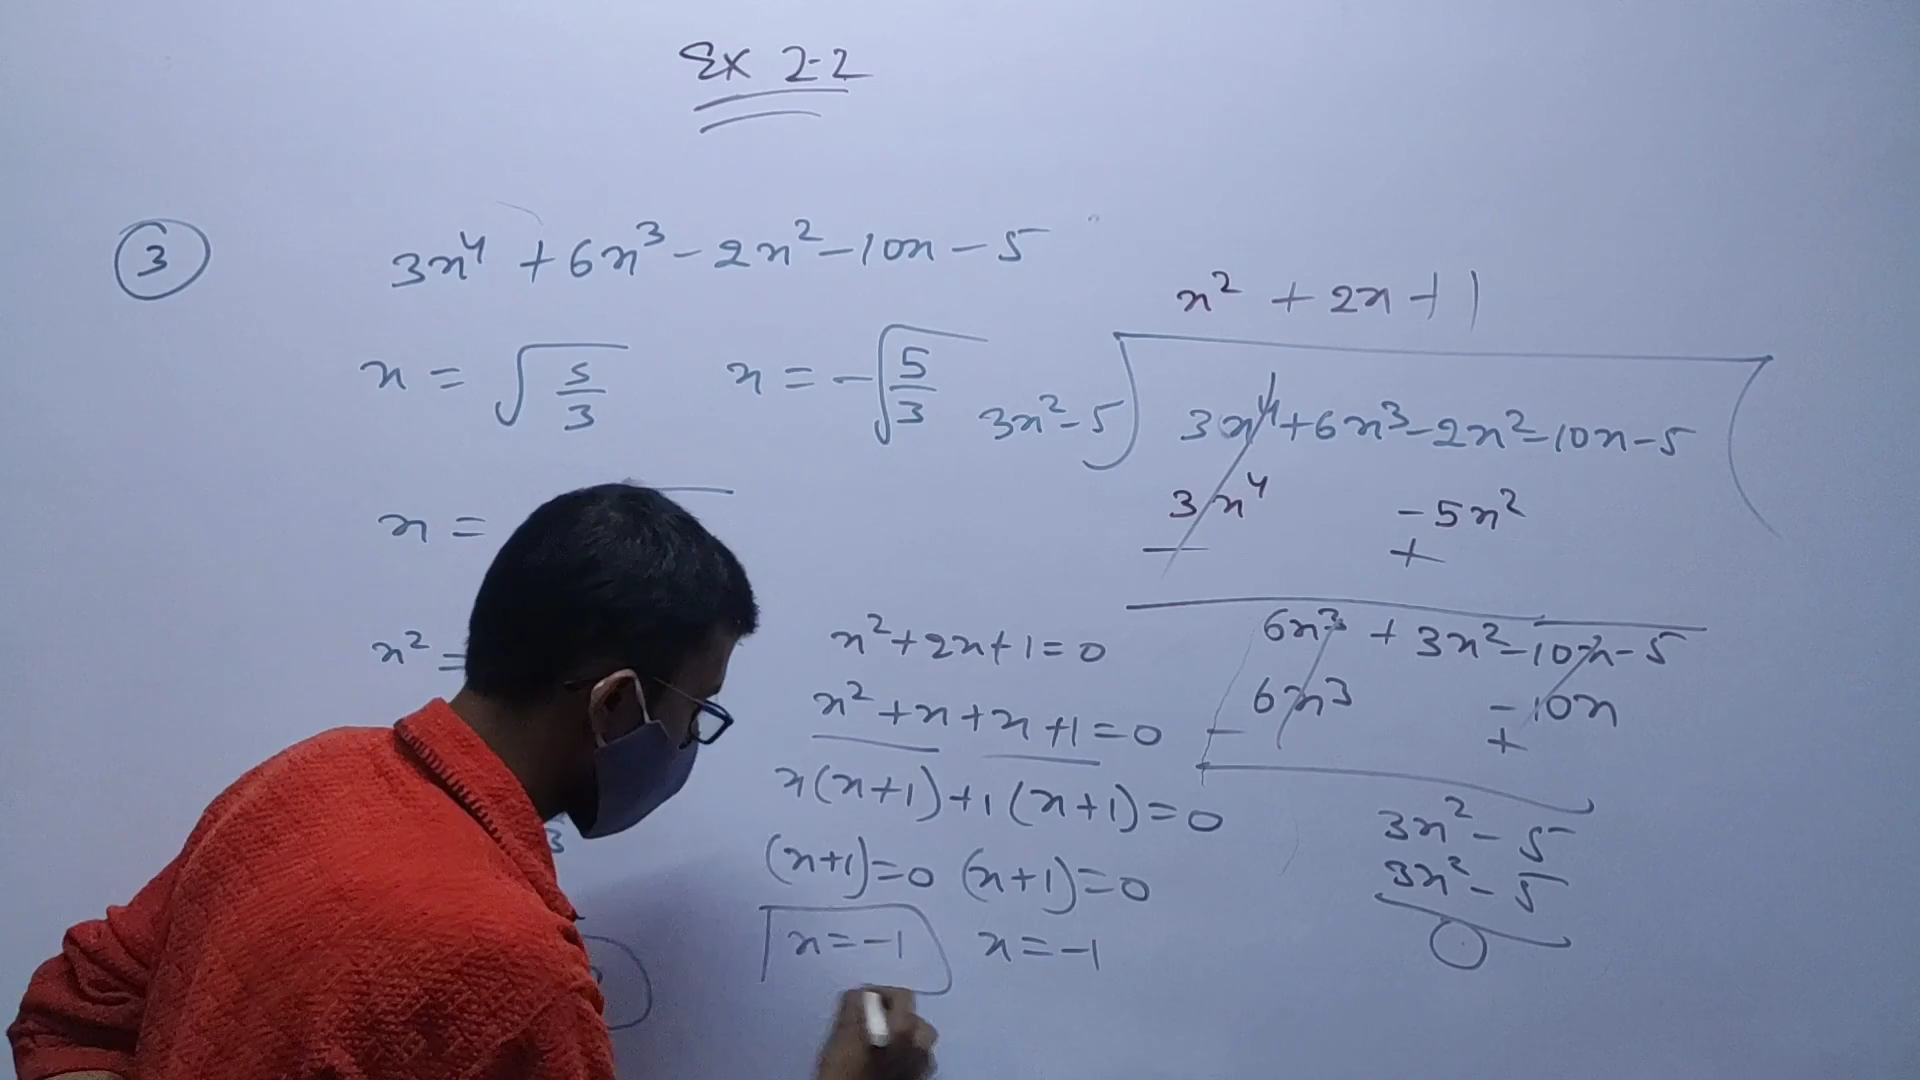 Ex 2.2
③ 3x⁴ + 6x³ - 2x² - 10x - 5
x = √5/3 x = -√5/3
x =
x² =
3
x² + 2x + 1
3x² - 5 ) 3x⁴ + 6x³ - 2x² - 10x - 5 (
3x⁴ - 5x²
- +
6x³ + 3x² - 10x - 5
6x³ - 10x
- +
3x² - 5
3x² - 5
0
x² + 2x + 1 = 0
x² + x + x + 1 = 0
x(x+1) + 1(x+1) = 0
(x+1) = 0 (x+1) = 0
x = -1 x = -1